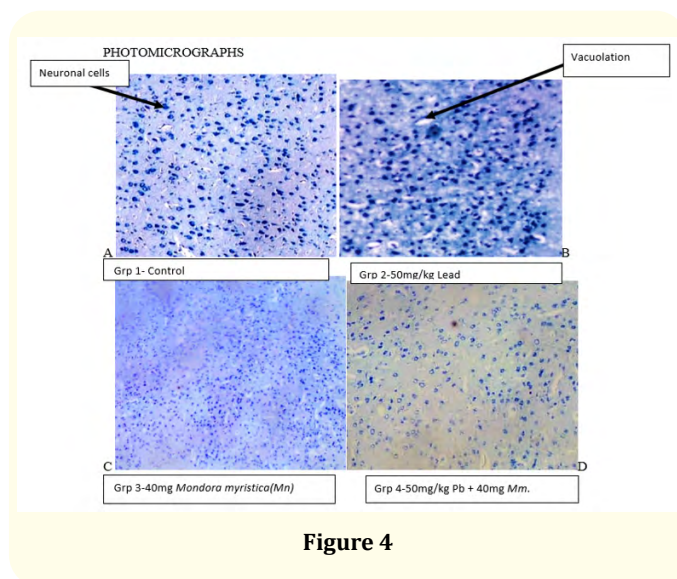 PHOTOMICROGRAPHS
Neuronal cells
Vacuolation
A
B
Grp 1- Control
Grp 2-50mg/kg Lead
C
D
Grp 3-40mg Mondora myristica(Mn)
Grp 4-50mg/kg Pb + 40mg Mm.
Figure 4